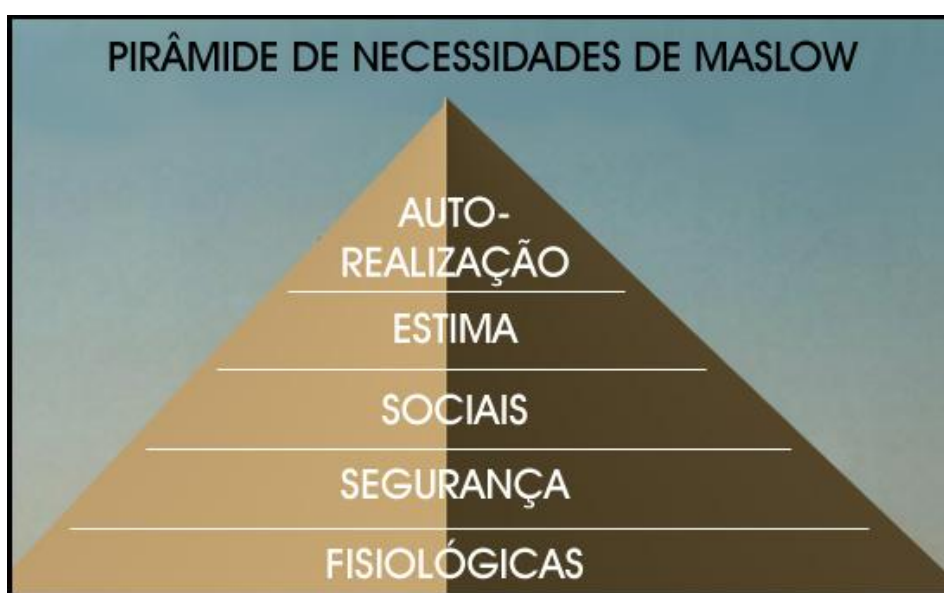 PIRÂMIDE DE NECESSIDADES DE MASLOW
AUTO-
REALIZAÇÃO
ESTIMA
SOCIAIS
SEGURANÇA
FISIOLÓGICAS